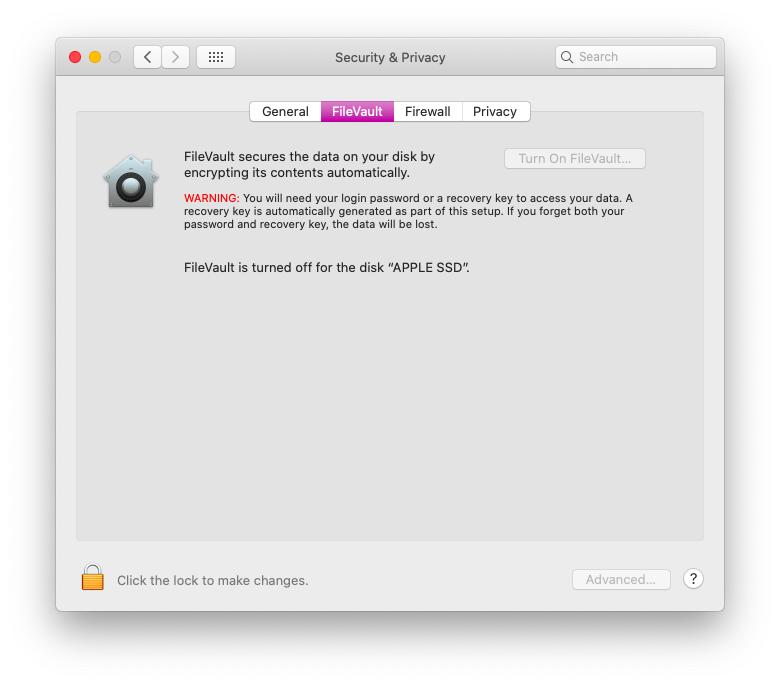 Security & Privacy
Search
General
FileVault
Firewall
Privacy
FileVault secures the data on your disk by
encrypting its contents automatically.
Turn On FileVault...
WARNING: You will need your login password or a recovery key to access your data. A
recovery key is automatically generated as part of this setup. If you forget both your
password and recovery key, the data will be lost.
FileVault is turned off for the disk “APPLE SSD”.
Click the lock to make changes.
Advanced...
?